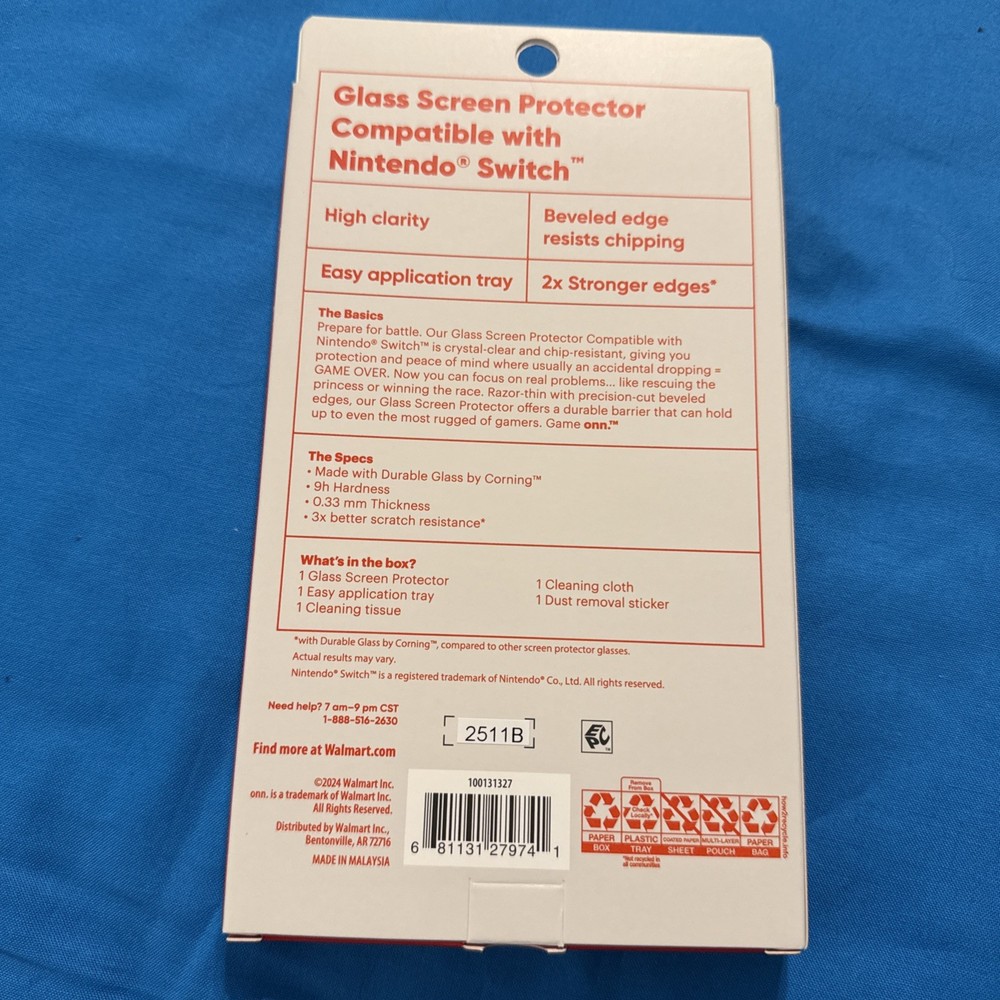 Glass Screen Protector
Compatible with
Nintendo® Switch™
High clarity
Beveled edge
resists chipping
Easy application tray
2x Stronger edges*
The Basics
Prepare for battle. Our Glass Screen Protector Compatible with
Nintendo® Switch™ is crystal-clear and chip-resistant, giving you
protection and peace of mind where usually an accidental dropping =
GAME OVER. Now you can focus on real problems... like rescuing the
princess or winning the race. Razor-thin with precision-cut beveled
edges, our Glass Screen Protector offers a durable barrier that can hold
up to even the most rugged of gamers. Game onn.™
The Specs
• Made with Durable Glass by Corning™
• 9h Hardness
• 0.33 mm Thickness
• 3x better scratch resistance*
What's in the box?
1 Glass Screen Protector
1 Easy application tray
1 Cleaning tissue
1 Cleaning cloth
1 Dust removal sticker
*with Durable Glass by Corning™, compared to other screen protector glasses.
Actual results may vary.
Nintendo® Switch™ is a registered trademark of Nintendo® Co., Ltd. All rights reserved.
Need help? 7 am–9 pm CST
1-888-516-2630
Find more at Walmart.com
2511B
EPC™
©2024 Walmart Inc.
onn. is a trademark of Walmart Inc.
All Rights Reserved.
Distributed by Walmart Inc.,
Bentonville, AR 72716
MADE IN MALAYSIA
100131327
6 81131 27974 1
Remove
From Box
Check
Locally*
PAPER
BOX
PLASTIC
TRAY
COATED PAPER
SHEET
MULTI-LAYER
POUCH
PAPER
BAG
*Not recycled in
all communities
how2recycle.info